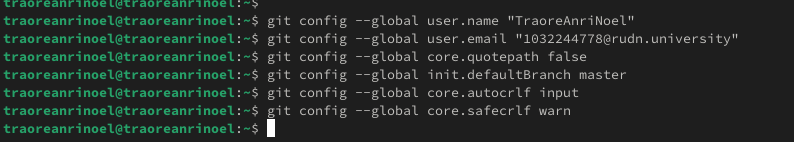 traoreanrinoel@traoreanrinoel:~$
traoreanrinoel@traoreanrinoel:~$ git config --global user.name "TraoreAnriNoel"
traoreanrinoel@traoreanrinoel:~$ git config --global user.email "1032244778@rudn.university"
traoreanrinoel@traoreanrinoel:~$ git config --global core.quotepath false
traoreanrinoel@traoreanrinoel:~$ git config --global init.defaultBranch master
traoreanrinoel@traoreanrinoel:~$ git config --global core.autocrlf input
traoreanrinoel@traoreanrinoel:~$ git config --global core.safecrlf warn
traoreanrinoel@traoreanrinoel:~$